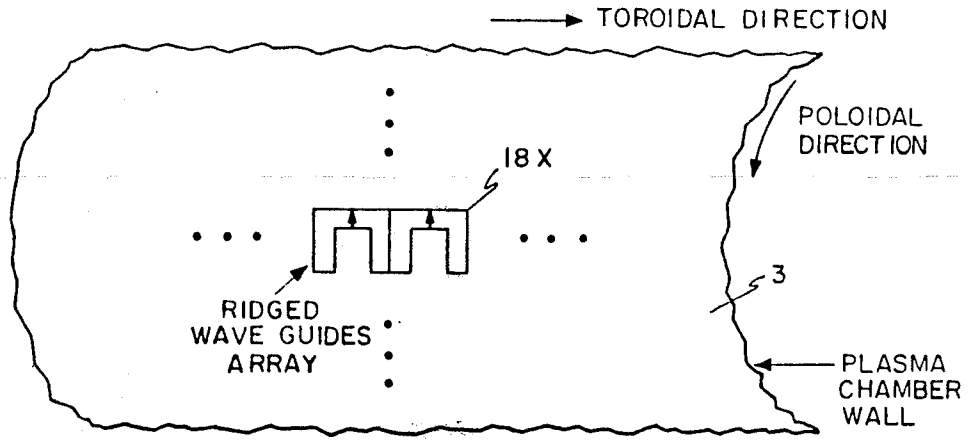 TOROIDAL DIRECTION
POLOIDAL
DIRECTION
18X
3
RIDGED
WAVE GUIDES
ARRAY
PLASMA
CHAMBER
WALL